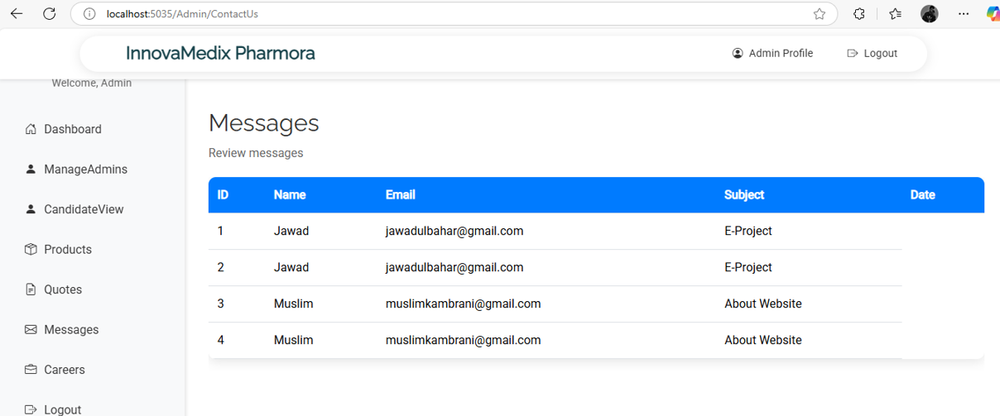 localhost:5035/Admin/ContactUs
InnovaMedix Pharmora
Admin Profile
Logout
Welcome, Admin
Dashboard
ManageAdmins
CandidateView
Products
Quotes
Messages
Careers
Logout
Messages
Review messages
ID Name Email Subject Date
1 Jawad jawadulbahar@gmail.com E-Project
2 Jawad jawadulbahar@gmail.com E-Project
3 Muslim muslimkambrani@gmail.com About Website
4 Muslim muslimkambrani@gmail.com About Website